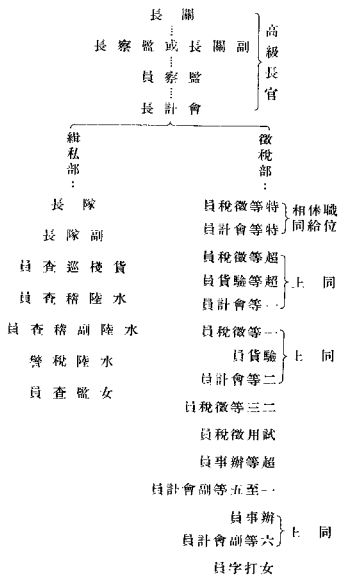 高級長官
關長
副關長或監察長
監察員
會計長
徵稅部：
特等徵稅員
特等會計員
職位俸給相同
超等徵稅員
超等驗貨員
一等會計員
同上
一等徵稅員
驗貨員
二等會計員
同上
二三等徵稅員
試用徵稅員
超等辦事員
一至五等副會計員
辦事員
六等副會計員
同上
女打字員
緝私部：
隊長
副隊長
貨棧巡查員
水陸稽查員
水陸副稽查員
水陸稅警
女監查員